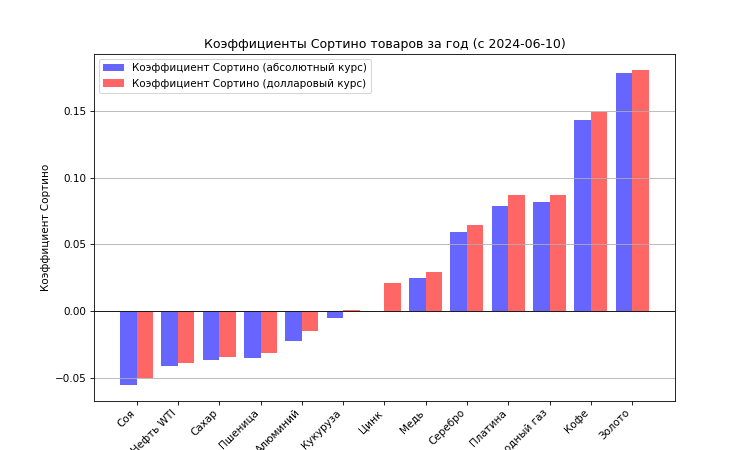 Коэффициенты Сортино товаров за год (с 2024-06-10)
Коэффициент Сортино (абсолютный курс)
Коэффициент Сортино (долларовый курс)
Коэффициент Сортино
0.15
0.10
0.05
0.00
−0.05
Соя
Нефть WTI
Сахар
Пшеница
Алюминий
Кукуруза
Цинк
Медь
Серебро
Платина
одный газ
Кофе
Золото